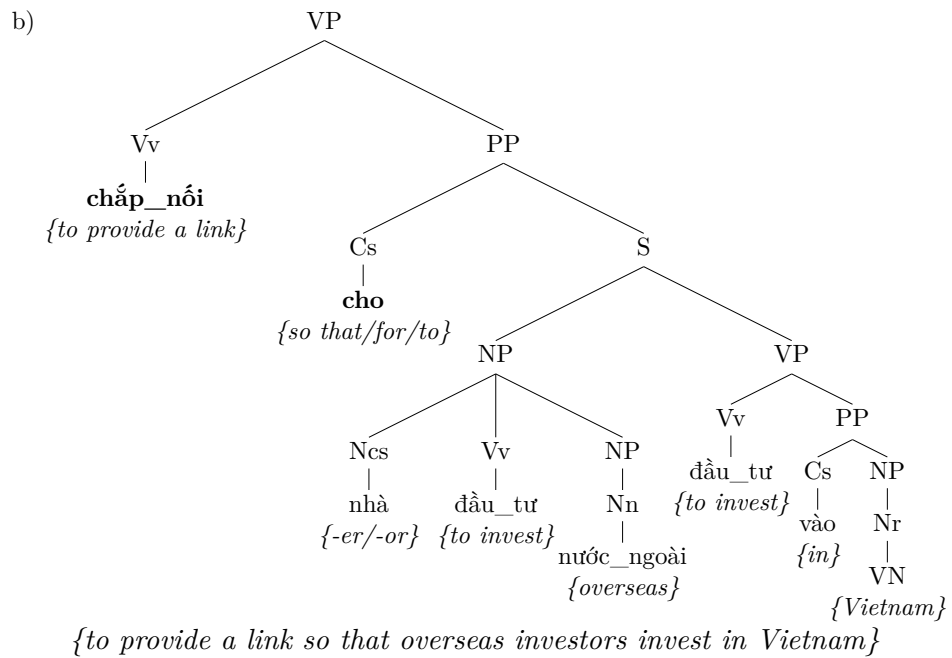 b)
VP
Vv PP
chắp_nối
{to provide a link}
Cs S
cho
{so that/for/to}
NP VP
Vv PP
Ncs Vv NP
đầu_tư Cs NP
{to invest}
nhà đầu_tư Nn
{-er/-or} {to invest}
vào Nr
{in}
nước_ngoài
{overseas}
VN
{Vietnam}
{to provide a link so that overseas investors invest in Vietnam}